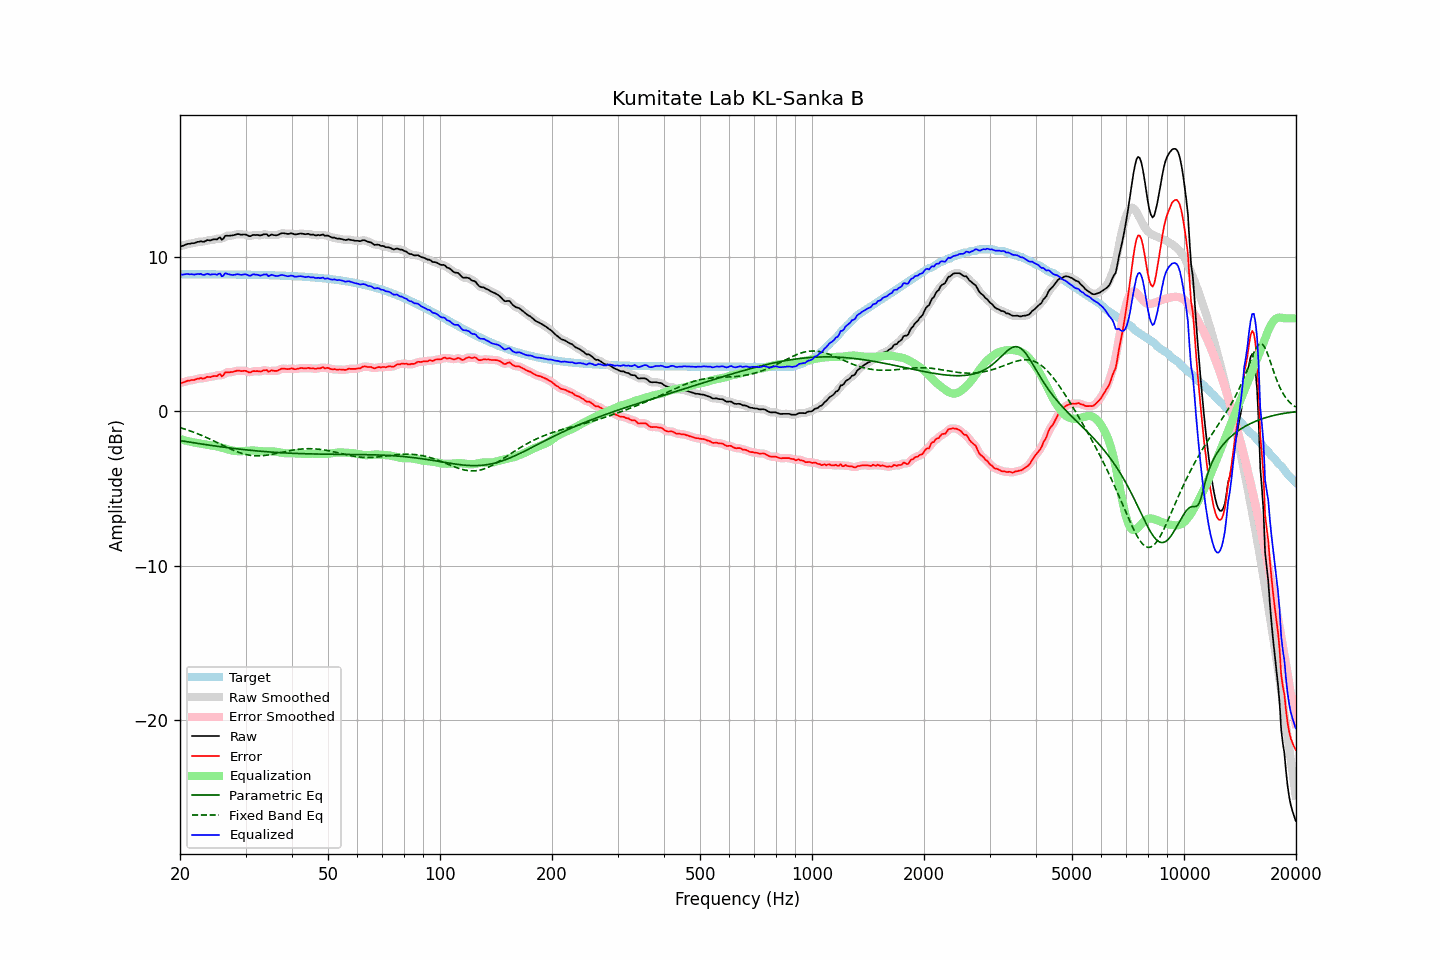 Kumitate Lab KL-Sanka B
Amplitude (dBr)
10
0
−10
−20
Target
Raw Smoothed
Error Smoothed
Raw
Error
Equalization
Parametric Eq
Fixed Band Eq
Equalized
20 50 100 200 500 1000 2000 5000 10000 20000
Frequency (Hz)